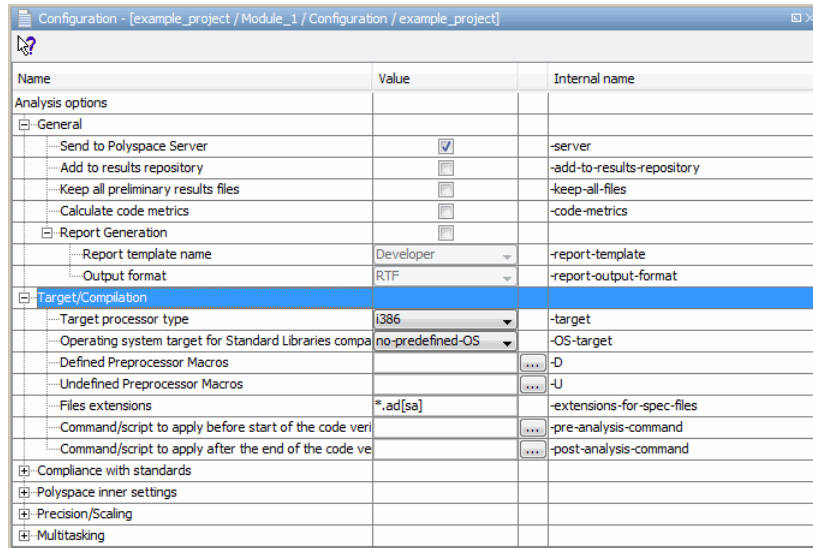 Configuration - [example_project / Module_1 / Configuration / example_project]
Name Value Internal name
Analysis options
General
Send to Polyspace Server -server
Add to results repository -add-to-results-repository
Keep all preliminary results files -keep-all-files
Calculate code metrics -code-metrics
Report Generation
Report template name Developer -report-template
Output format RTF -report-output-format
Target/Compilation
Target processor type i386 -target
Operating system target for Standard Libraries compa no-predefined-OS -OS-target
Defined Preprocessor Macros ... -D
Undefined Preprocessor Macros ... -U
Files extensions *.ad[sa] -extensions-for-spec-files
Command/script to apply before start of the code veri ... -pre-analysis-command
Command/script to apply after the end of the code ve ... -post-analysis-command
Compliance with standards
Polyspace inner settings
Precision/Scaling
Multitasking